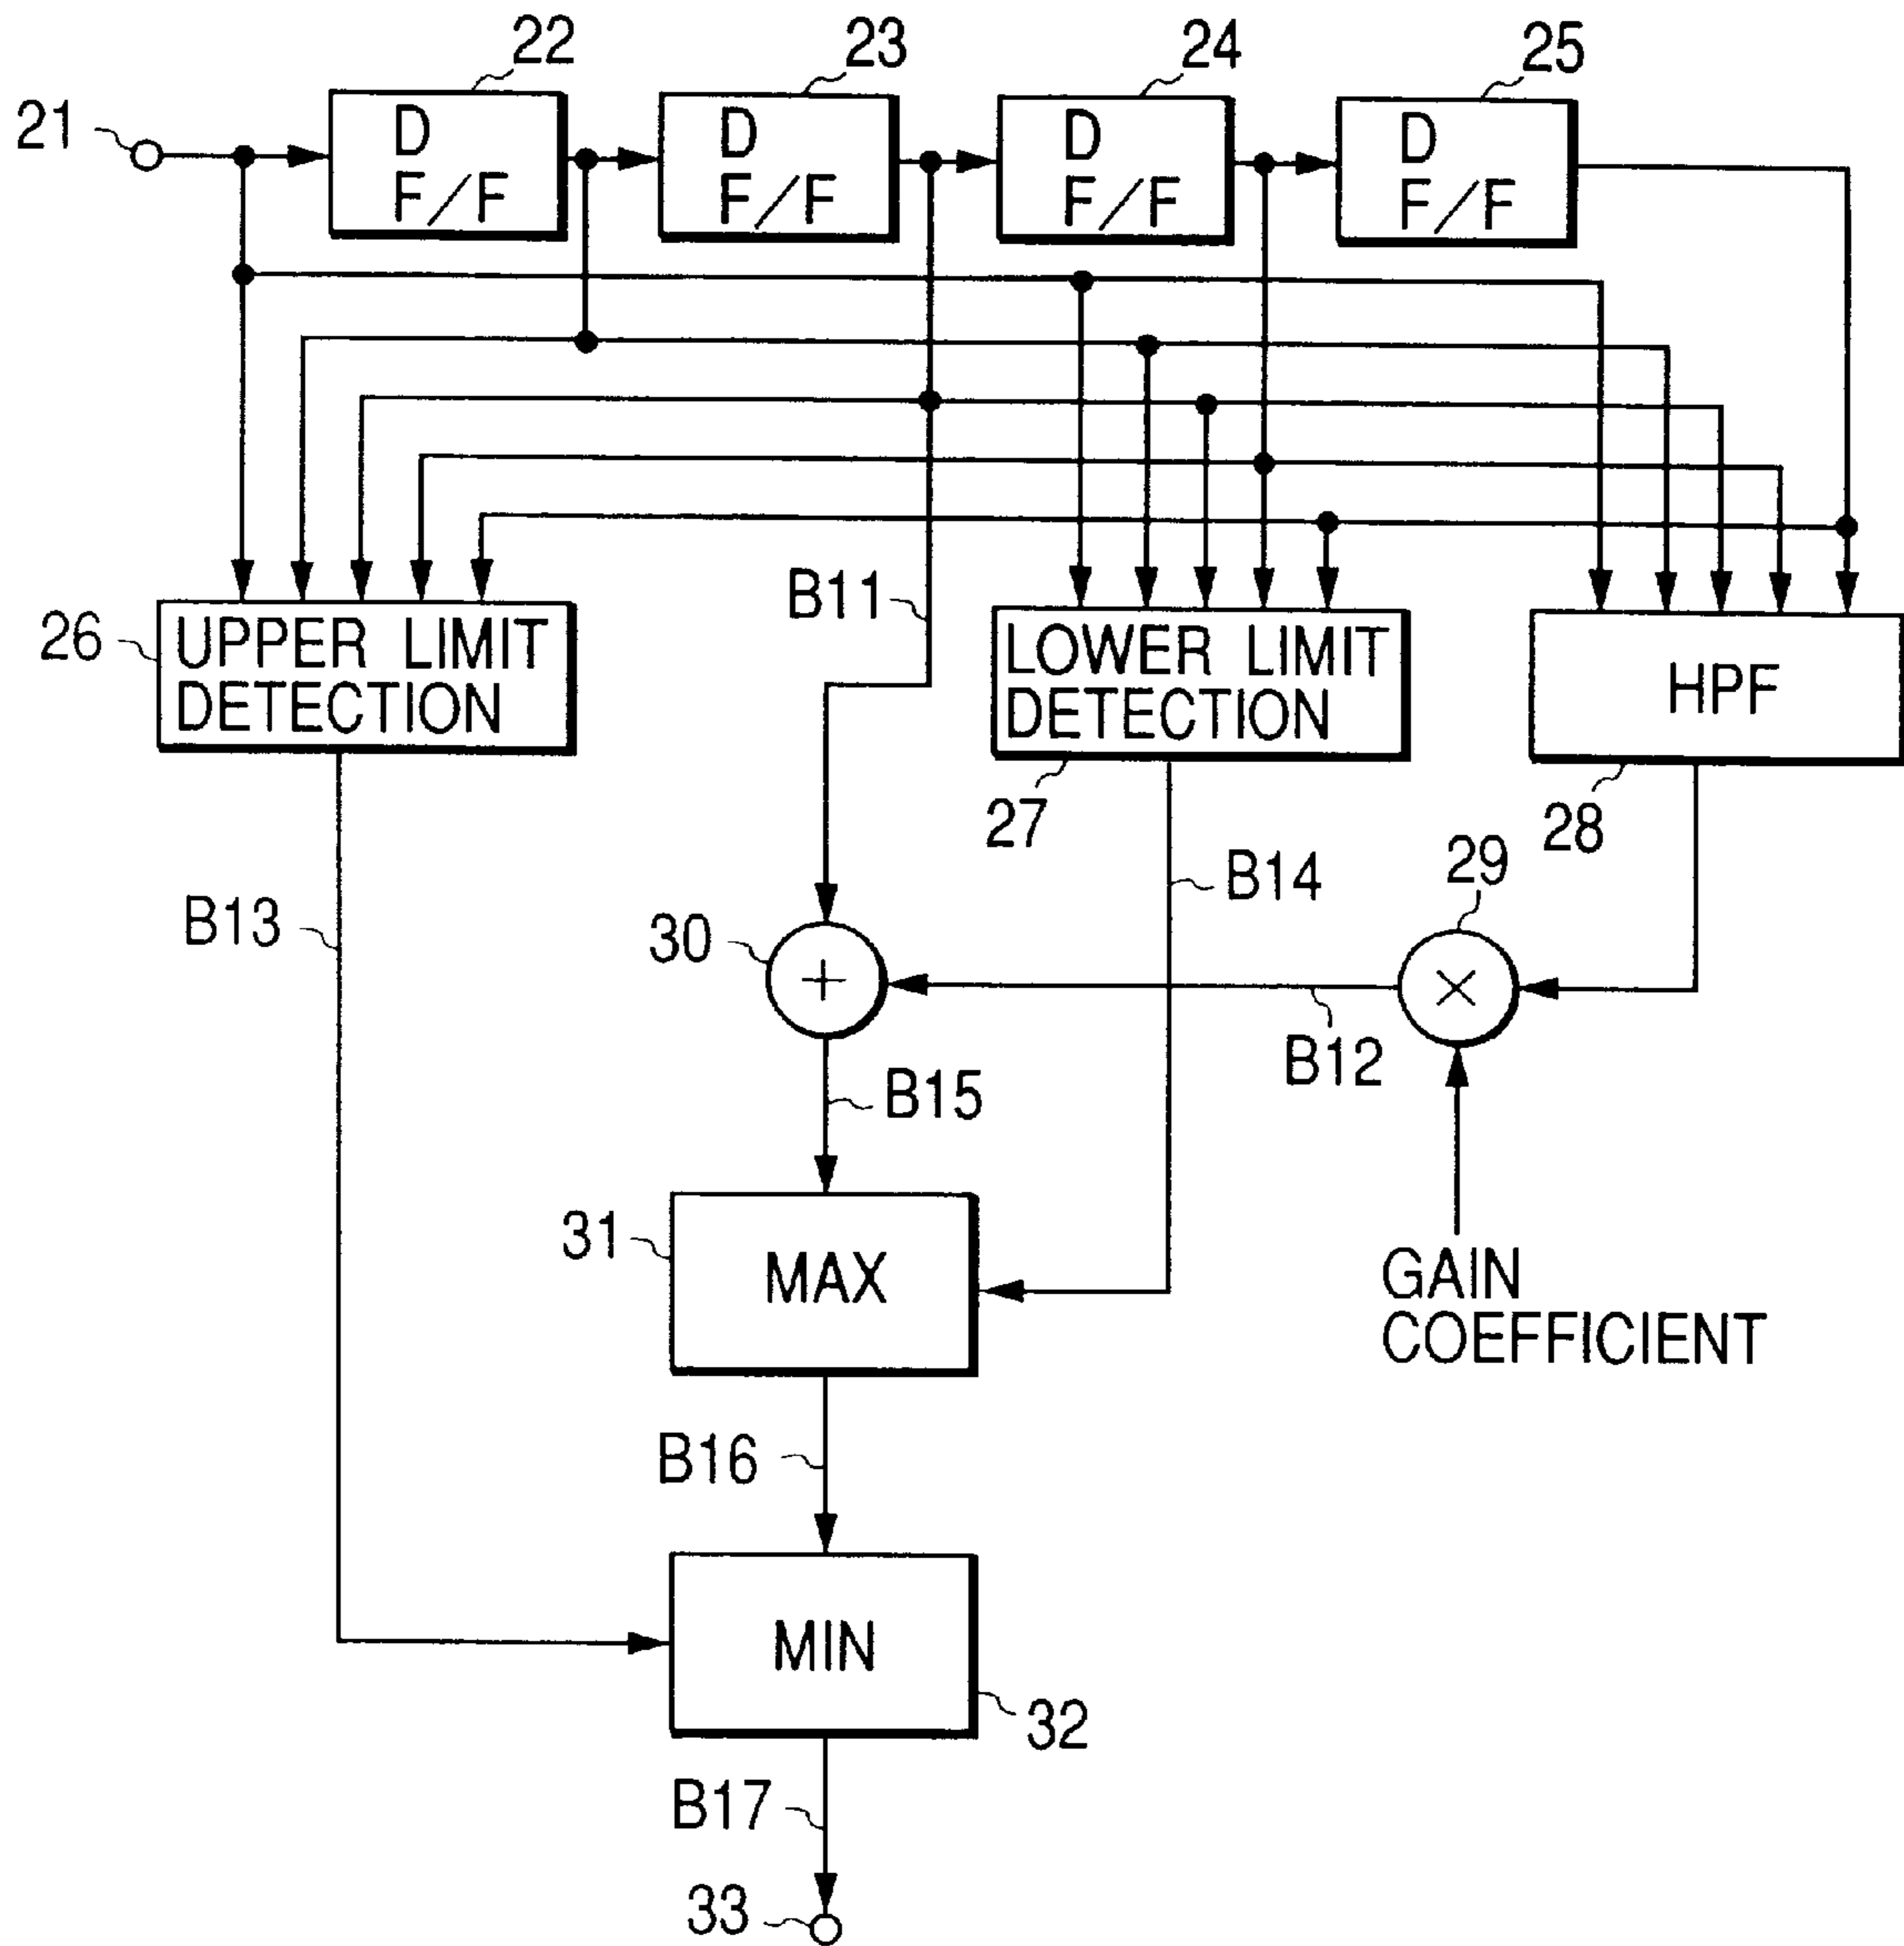 22
23
24
25
21
D
F/F
D
F/F
D
F/F
D
F/F
B11
26
UPPER LIMIT
DETECTION
LOWER LIMIT
DETECTION
HPF
27
28
29
B14
B13
30
+
×
B12
B15
31
MAX
GAIN
COEFFICIENT
B16
MIN
32
B17
33